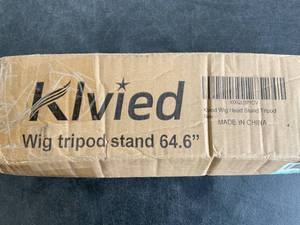 Klvied
Wig tripod stand 64.6”
Klvied Wig Head Stand Tripod
MADE IN CHINA